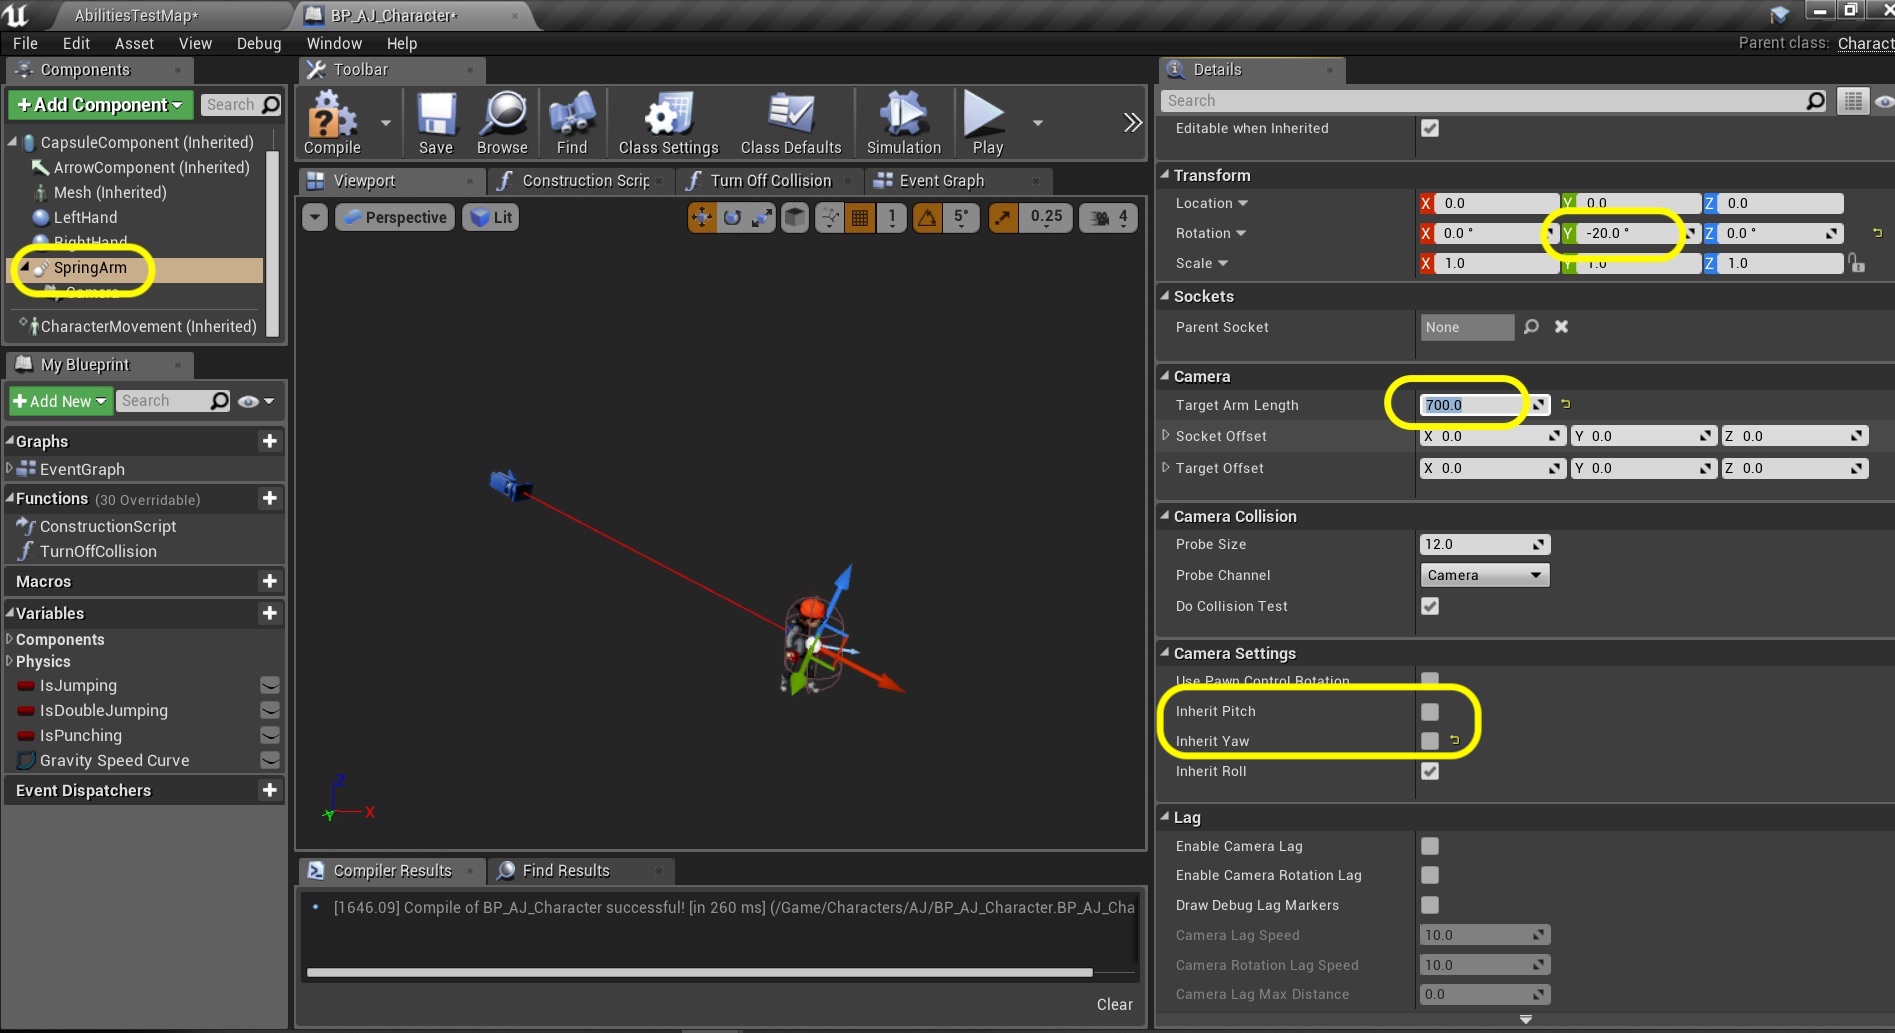 AbilitiesTestMap*
BP_AJ_Character*
File Edit Asset View Debug Window Help
Parent class: Charact
Components
+Add Component
Search
CapsuleComponent (Inherited)
ArrowComponent (Inherited)
Mesh (Inherited)
LeftHand
RightHand
SpringArm
Camera
CharacterMovement (Inherited)
My Blueprint
+Add New
Search
Graphs
EventGraph
Functions (30 Overridable)
ConstructionScript
TurnOffCollision
Macros
Variables
Components
Physics
IsJumping
IsDoubleJumping
IsPunching
Gravity Speed Curve
Event Dispatchers
Toolbar
Compile
Save
Browse
Find
Class Settings
Class Defaults
Simulation
Play
Viewport
Construction Scrip
Turn Off Collision
Event Graph
Perspective
Lit
1
5°
0.25
4
Z
Y
X
Compiler Results
Find Results
[1646.09] Compile of BP_AJ_Character successful! [in 260 ms] (/Game/Characters/AJ/BP_AJ_Character.BP_AJ_Cha
Clear
Details
Search
Editable when Inherited
Transform
Location X 0.0 Y 0.0 Z 0.0
Rotation X 0.0 ° Y -20.0 ° Z 0.0 °
Scale X 1.0 Y 1.0 Z 1.0
Sockets
Parent Socket None
Camera
Target Arm Length 700.0
Socket Offset X 0.0 Y 0.0 Z 0.0
Target Offset X 0.0 Y 0.0 Z 0.0
Camera Collision
Probe Size 12.0
Probe Channel Camera
Do Collision Test
Camera Settings
Use Pawn Control Rotation
Inherit Pitch
Inherit Yaw
Inherit Roll
Lag
Enable Camera Lag
Enable Camera Rotation Lag
Draw Debug Lag Markers
Camera Lag Speed 10.0
Camera Rotation Lag Speed 10.0
Camera Lag Max Distance 0.0